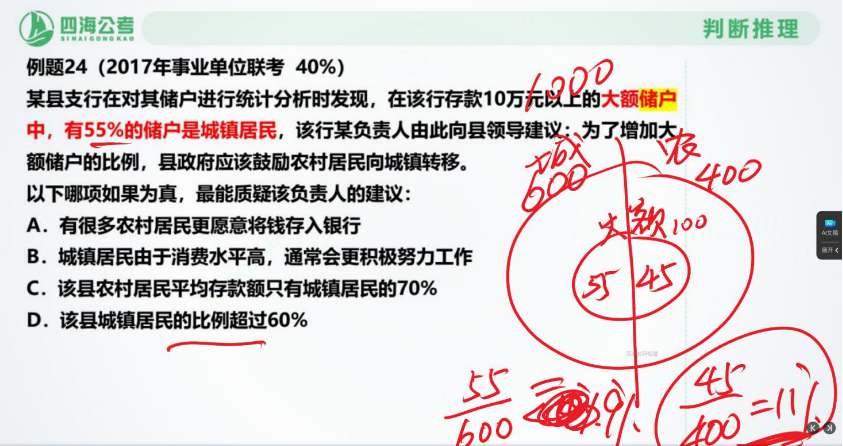 四海公考
SIHAIGONGKAO
判断推理
例题24（2017年事业单位联考 40%）
某县支行在对其储户进行统计分析时发现，在该行存款10万元以上的大额储户
中，有55%的储户是城镇居民，该行某负责人由此向县领导建议：为了增加大
额储户的比例，县政府应该鼓励农村居民向城镇转移。
以下哪项如果为真，最能质疑该负责人的建议：
A．有很多农村居民更愿意将钱存入银行
B．城镇居民由于消费水平高，通常会更积极努力工作
C．该县农村居民平均存款额只有城镇居民的70%
D．该县城镇居民的比例超过60%
1000
城 农
600 400
大额100
55 45
55
600
=
9%
45
400
=11%
AI文稿
展开